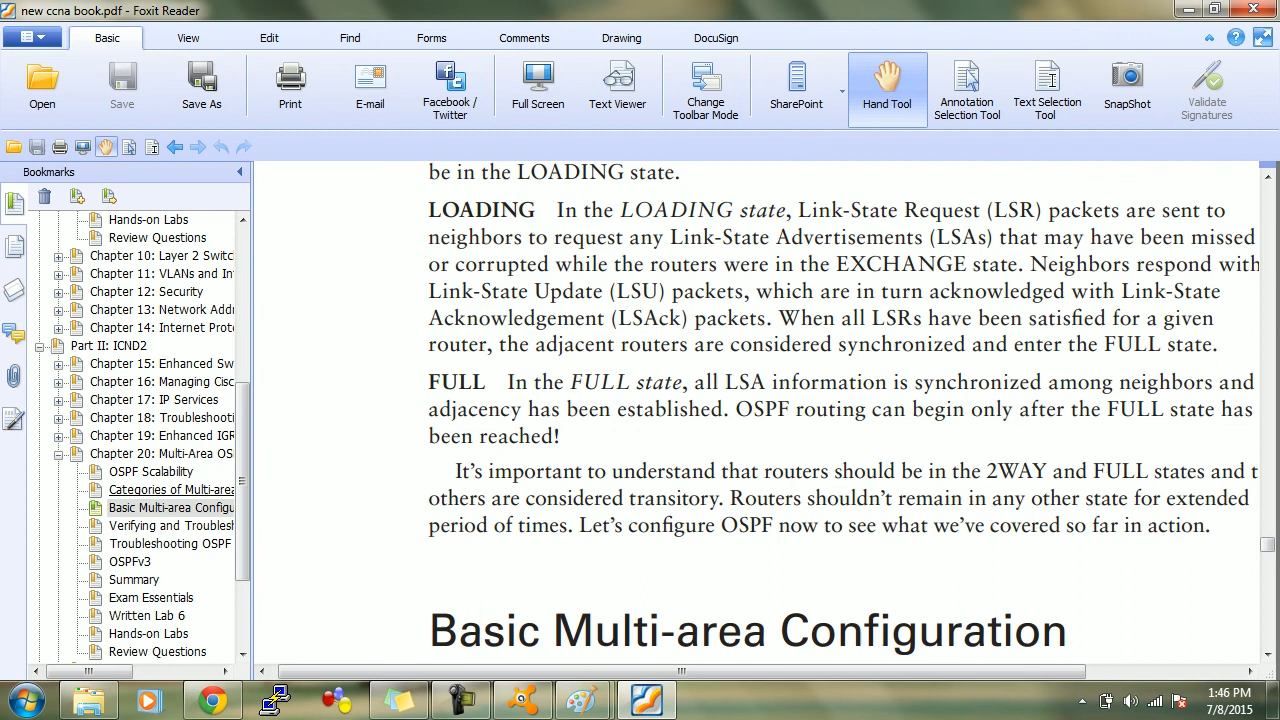 new ccna book.pdf - Foxit Reader
Basic View Edit Find Forms Comments Drawing DocuSign
Open Save Save As Print E-mail Facebook / Twitter Full Screen Text Viewer Change Toolbar Mode SharePoint Hand Tool Annotation Selection Tool Text Selection Tool SnapShot Validate Signatures
Bookmarks
Hands-on Labs
Review Questions
Chapter 10: Layer 2 Switc
Chapter 11: VLANs and In
Chapter 12: Security
Chapter 13: Network Addr
Chapter 14: Internet Prot
Part II: ICND2
Chapter 15: Enhanced Sw
Chapter 16: Managing Cisc
Chapter 17: IP Services
Chapter 18: Troubleshooti
Chapter 19: Enhanced IGR
Chapter 20: Multi-Area OS
OSPF Scalability
Categories of Multi-area
Basic Multi-area Configu
Verifying and Troublesh
Troubleshooting OSPF
OSPFv3
Summary
Exam Essentials
Written Lab 6
Hands-on Labs
Review Questions
be in the LOADING state.
LOADING In the LOADING state, Link-State Request (LSR) packets are sent to
neighbors to request any Link-State Advertisements (LSAs) that may have been missed
or corrupted while the routers were in the EXCHANGE state. Neighbors respond with
Link-State Update (LSU) packets, which are in turn acknowledged with Link-State
Acknowledgement (LSAck) packets. When all LSRs have been satisfied for a given
router, the adjacent routers are considered synchronized and enter the FULL state.
FULL In the FULL state, all LSA information is synchronized among neighbors and
adjacency has been established. OSPF routing can begin only after the FULL state has
been reached!
It's important to understand that routers should be in the 2WAY and FULL states and t
others are considered transitory. Routers shouldn't remain in any other state for extended
period of times. Let's configure OSPF now to see what we've covered so far in action.
Basic Multi-area Configuration
1:46 PM
7/8/2015